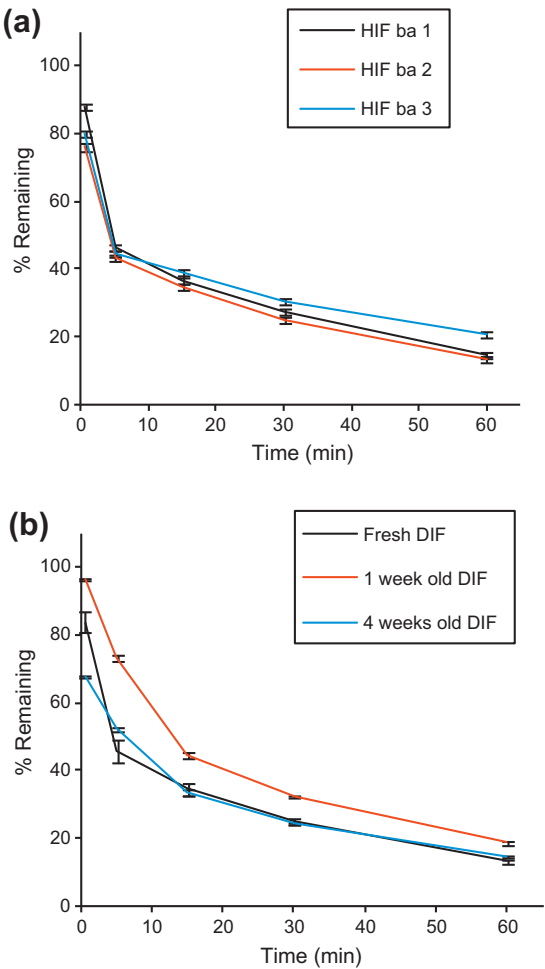 (a)
HIF ba 1
HIF ba 2
HIF ba 3
% Remaining
100
80
60
40
20
0
0 10 20 30 40 50 60
Time (min)
(b)
Fresh DIF
1 week old DIF
4 weeks old DIF
% Remaining
100
80
60
40
20
0
0 10 20 30 40 50 60
Time (min)